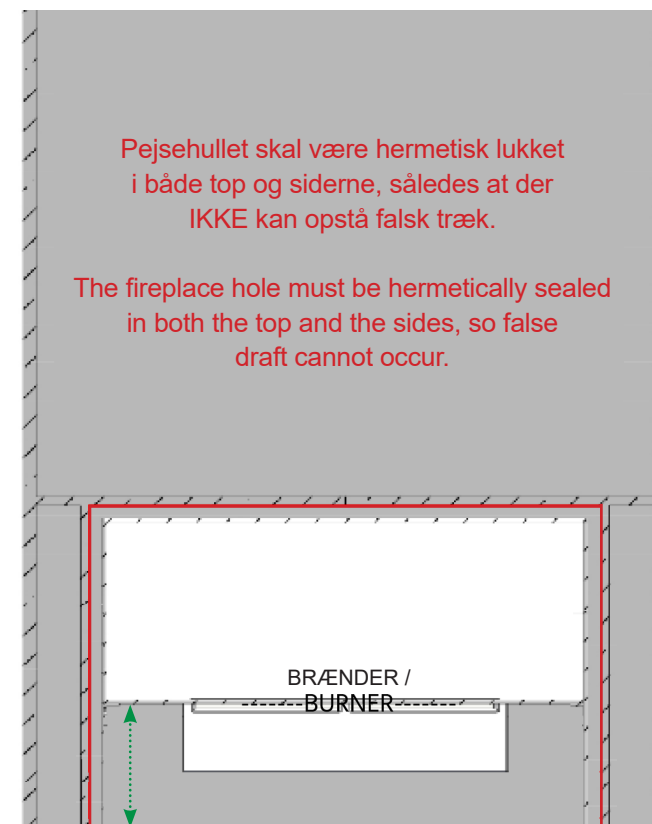 Pejsehullet skal være hermetisk lukket
i både top og siderne, således at der
IKKE kan opstå falsk træk.
The fireplace hole must be hermetically sealed
in both the top and the sides, so false
draft cannot occur.
BRÆNDER /
BURNER